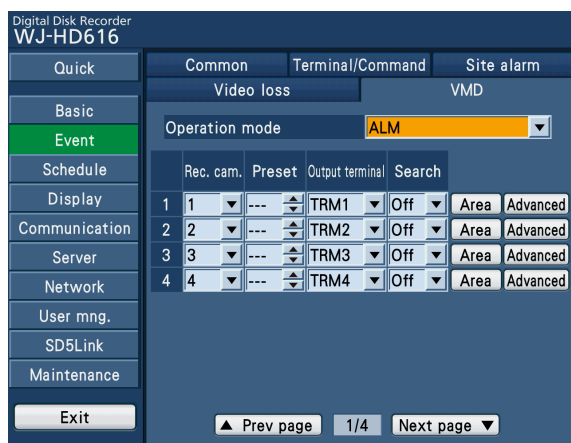 Digital Disk Recorder
WJ-HD616
Quick
Basic
Event
Schedule
Display
Communication
Server
Network
User mng.
SD5Link
Maintenance
Exit
Common Terminal/Command Site alarm
Video loss VMD
Operation mode ALM ▼
Rec. cam. Preset Output terminal Search
1 1 ▼ --- TRM1 ▼ Off ▼ Area Advanced
2 2 ▼ --- TRM2 ▼ Off ▼ Area Advanced
3 3 ▼ --- TRM3 ▼ Off ▼ Area Advanced
4 4 ▼ --- TRM4 ▼ Off ▼ Area Advanced
▲ Prev page 1/4 Next page ▼